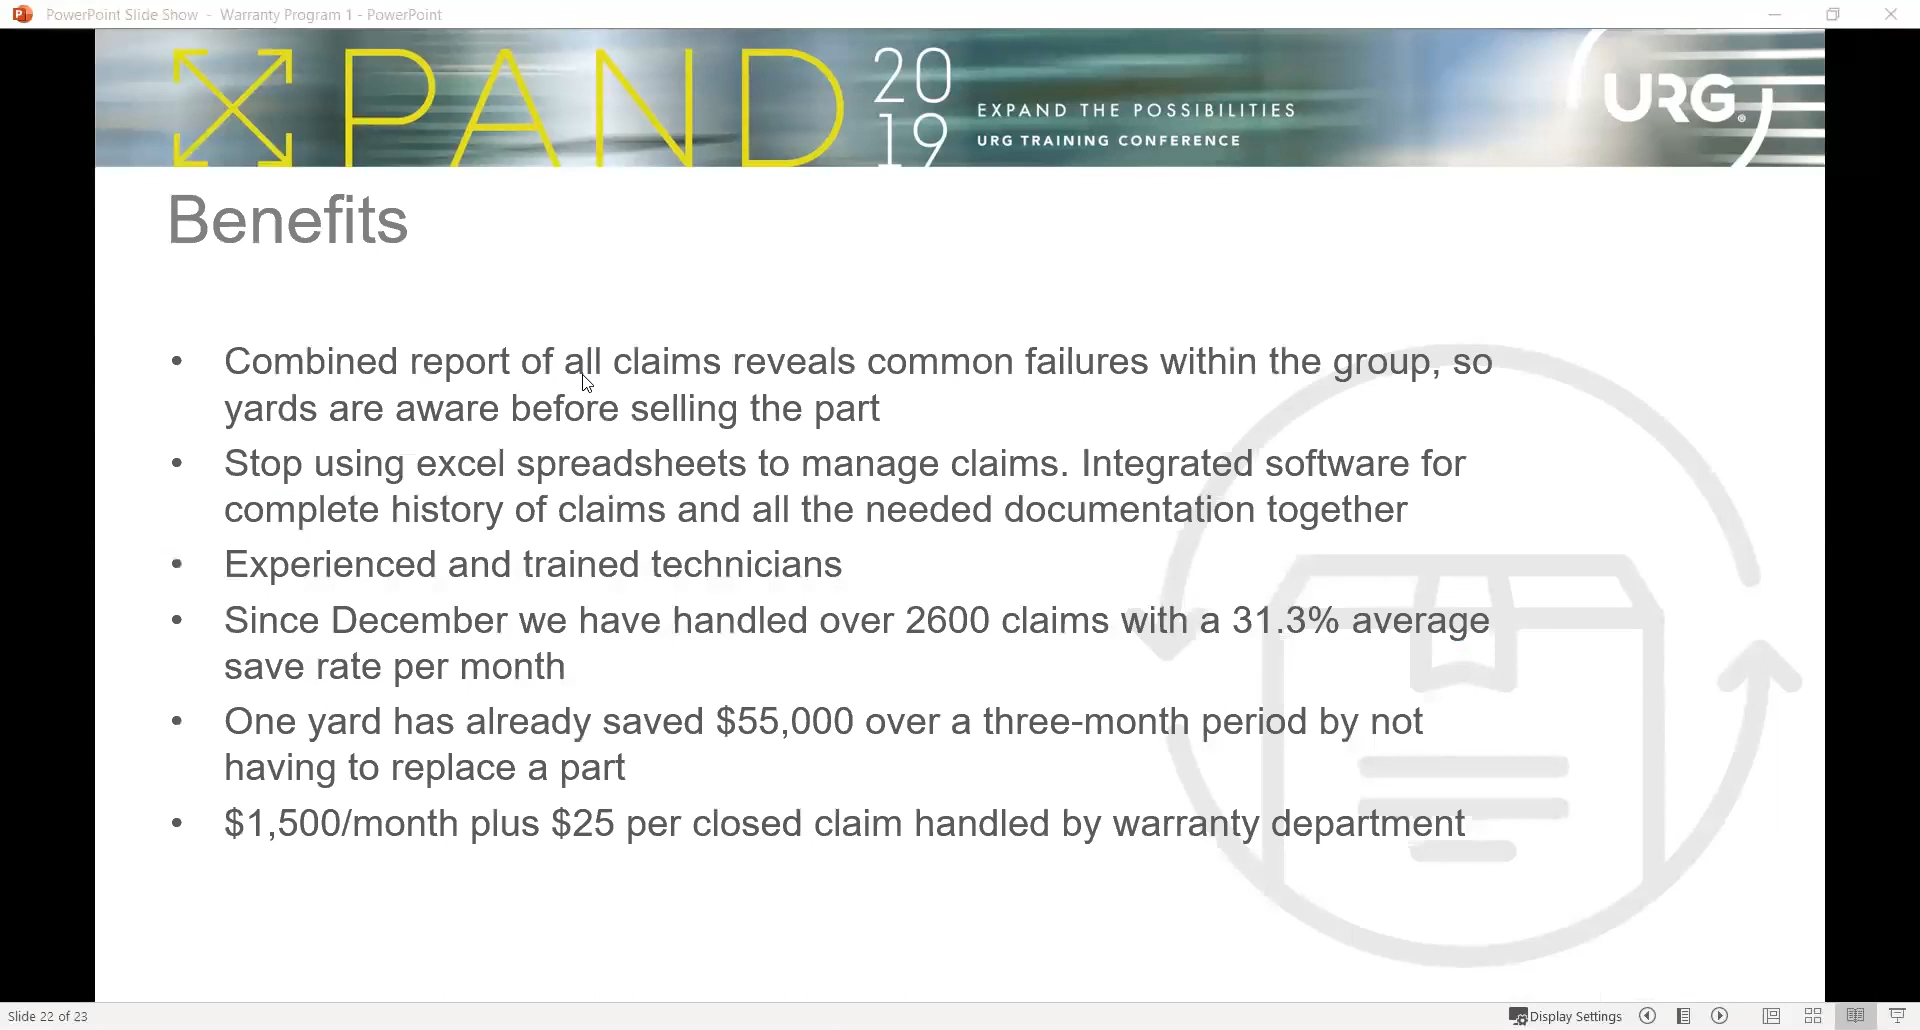 PowerPoint Slide Show - Warranty Program 1 - PowerPoint
XPAND 2019
EXPAND THE POSSIBILITIES
URG TRAINING CONFERENCE
URG®
Benefits
• Combined report of all claims reveals common failures within the group, so
yards are aware before selling the part
• Stop using excel spreadsheets to manage claims. Integrated software for
complete history of claims and all the needed documentation together
• Experienced and trained technicians
• Since December we have handled over 2600 claims with a 31.3% average
save rate per month
• One yard has already saved $55,000 over a three-month period by not
having to replace a part
• $1,500/month plus $25 per closed claim handled by warranty department
Slide 22 of 23
Display Settings